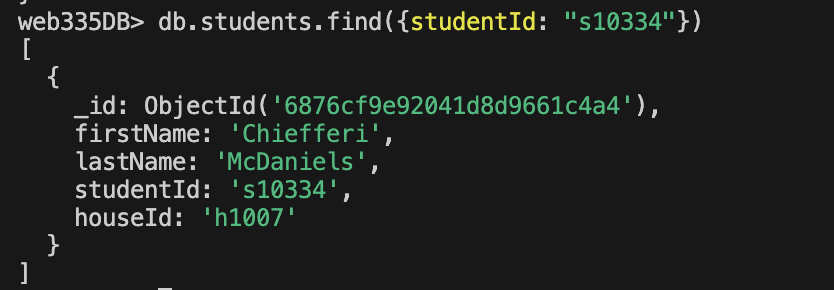 web335DB> db.students.find({studentId: "s10334"})
[
  {
    _id: ObjectId('6876cf9e92041d8d9661c4a4'),
    firstName: 'Chiefferi',
    lastName: 'McDaniels',
    studentId: 's10334',
    houseId: 'h1007'
  }
]